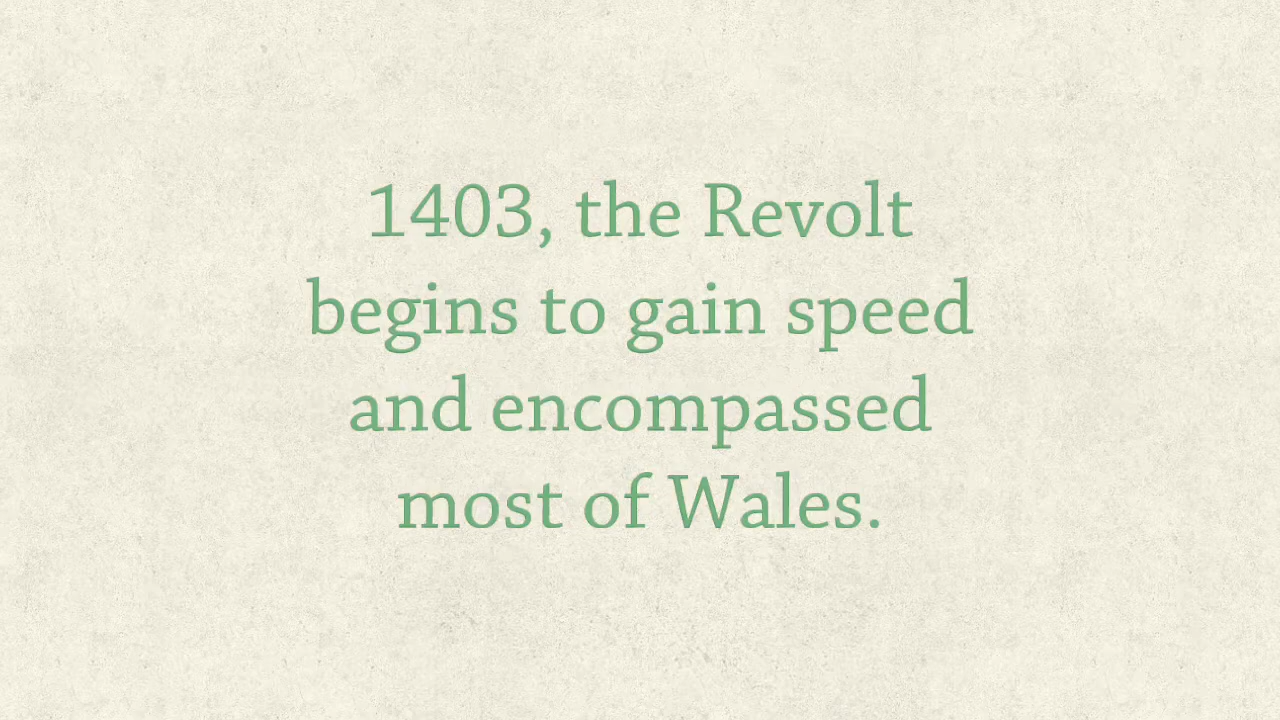 1403, the Revolt
begins to gain speed
and encompassed
most of Wales.